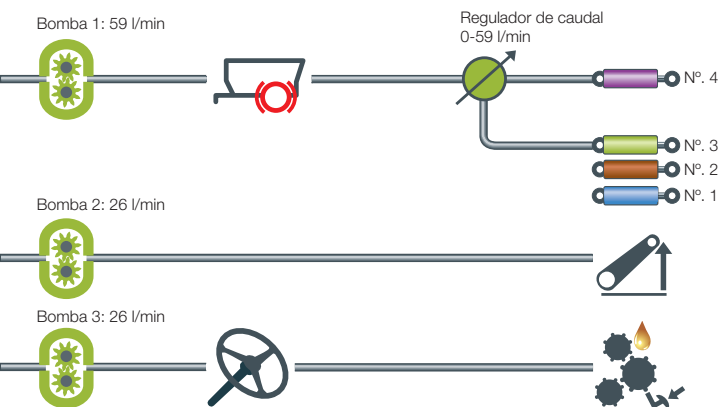 Bomba 1: 59 l/min
Regulador de caudal
0-59 l/min
Nº. 4
Nº. 3
Nº. 2
Nº. 1
Bomba 2: 26 l/min
Bomba 3: 26 l/min